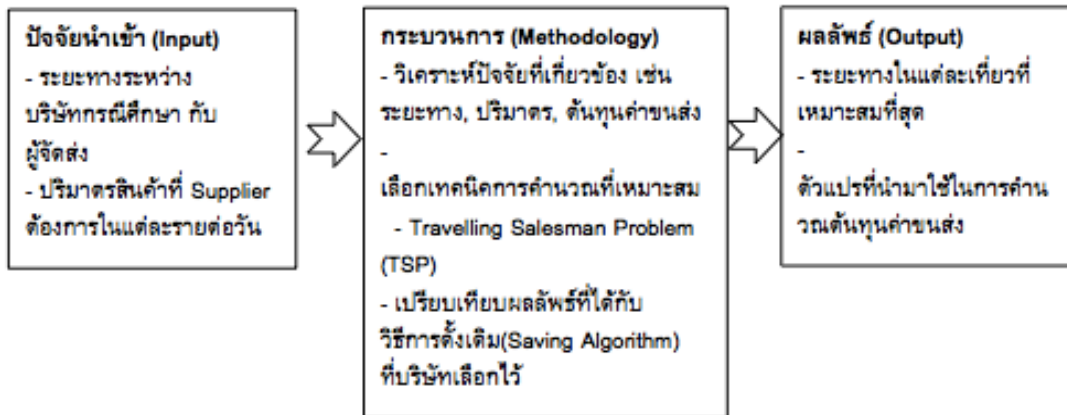 ปัจจัยนำเข้า (Input)
- ระยะทางระหว่าง
บริษัทกรณีศึกษา กับ
ผู้จัดส่ง
- ปริมาตรสินค้าที่ Supplier
ต้องการในแต่ละรายต่อวัน
กระบวนการ (Methodology)
- วิเคราะห์ปัจจัยที่เกี่ยวข้อง เช่น
ระยะทาง, ปริมาตร, ต้นทุนค่าขนส่ง
-
เลือกเทคนิคการคำนวณที่เหมาะสม
- Travelling Salesman Problem
(TSP)
- เปรียบเทียบผลลัพธ์ที่ได้กับ
วิธีการดั้งเดิม(Saving Algorithm)
ที่บริษัทเลือกไว้
ผลลัพธ์ (Output)
- ระยะทางในแต่ละเที่ยวที่
เหมาะสมที่สุด
-
ตัวแปรที่นำมาใช้ในการคำน
วณต้นทุนค่าขนส่ง